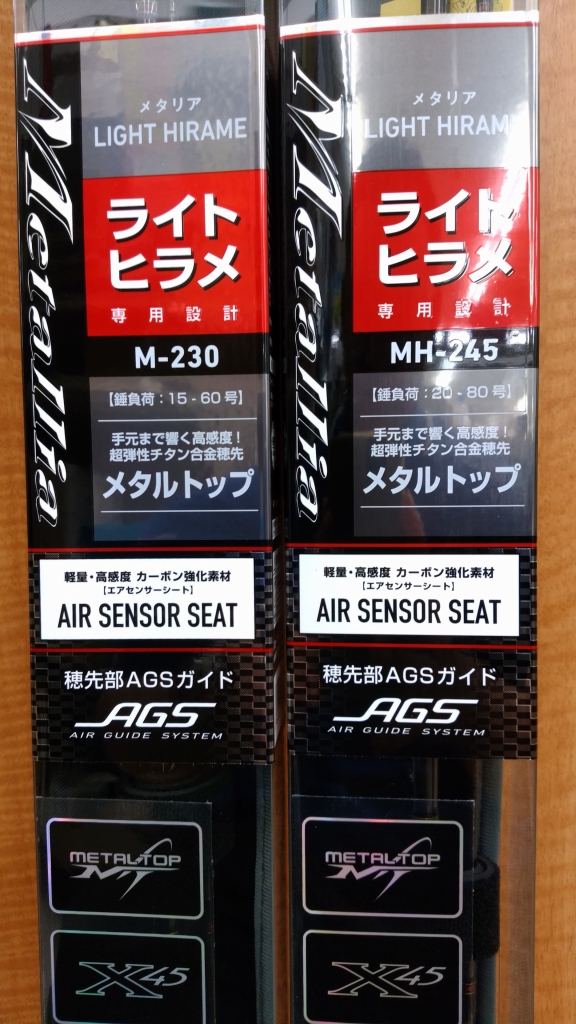 Metallia
メタリア
LIGHT HIRAME
ライト
ヒラメ
専用設計
M-230
【錘負荷：15-60号】
手元まで響く高感度！
超弾性チタン合金穂先
メタルトップ
軽量・高感度 カーボン強化素材
【エアセンサーシート】
AIR SENSOR SEAT
穂先部AGSガイド
AGS
AIR GUIDE SYSTEM
METAL TOP
MT
X45
Metallia
メタリア
LIGHT HIRAM
ライト
ヒラメ
専用設計
MH-245
【錘負荷：20-80号】
手元まで響く高感度！
超弾性チタン合金穂先
メタルトップ
軽量・高感度 カーボン強化素材
【エアセンサーシート】
AIR SENSOR SEAT
穂先部AGSガイド
AGS
AIR GUIDE SYSTEM
METAL TOP
MT
X45